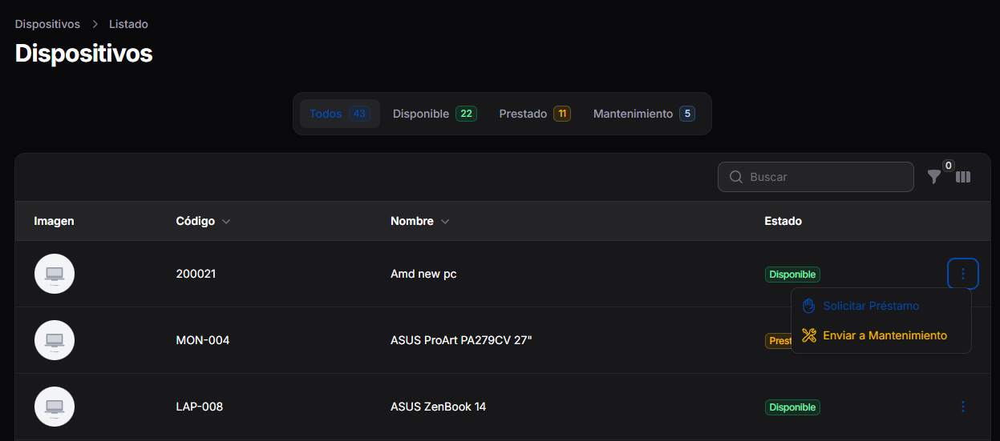 Dispositivos > Listado
Dispositivos
Todos 43 Disponible 22 Prestado 11 Mantenimiento 5
Buscar 0
Imagen Código Nombre Estado
200021 Amd new pc Disponible
Solicitar Préstamo
Enviar a Mantenimiento
MON-004 ASUS ProArt PA279CV 27" Prest
LAP-008 ASUS ZenBook 14 Disponible